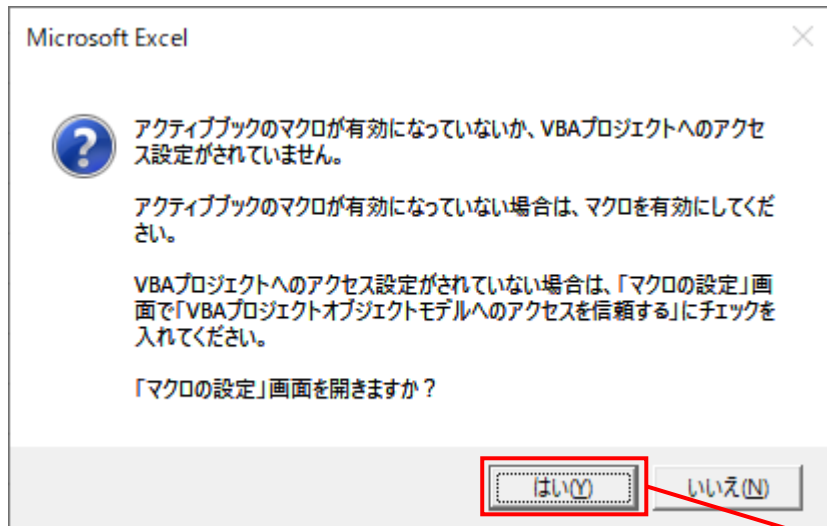 Microsoft Excel
アクティブブックのマクロが有効になっていないか、VBAプロジェクトへのアクセ
ス設定がされていません。
アクティブブックのマクロが有効になっていない場合は、マクロを有効にしてくだ
さい。
VBAプロジェクトへのアクセス設定がされていない場合は、「マクロの設定」画
面で「VBAプロジェクトオブジェクトモデルへのアクセスを信頼する」にチェックを
入れてください。
「マクロの設定」画面を開きますか？
はい(Y) いいえ(N)